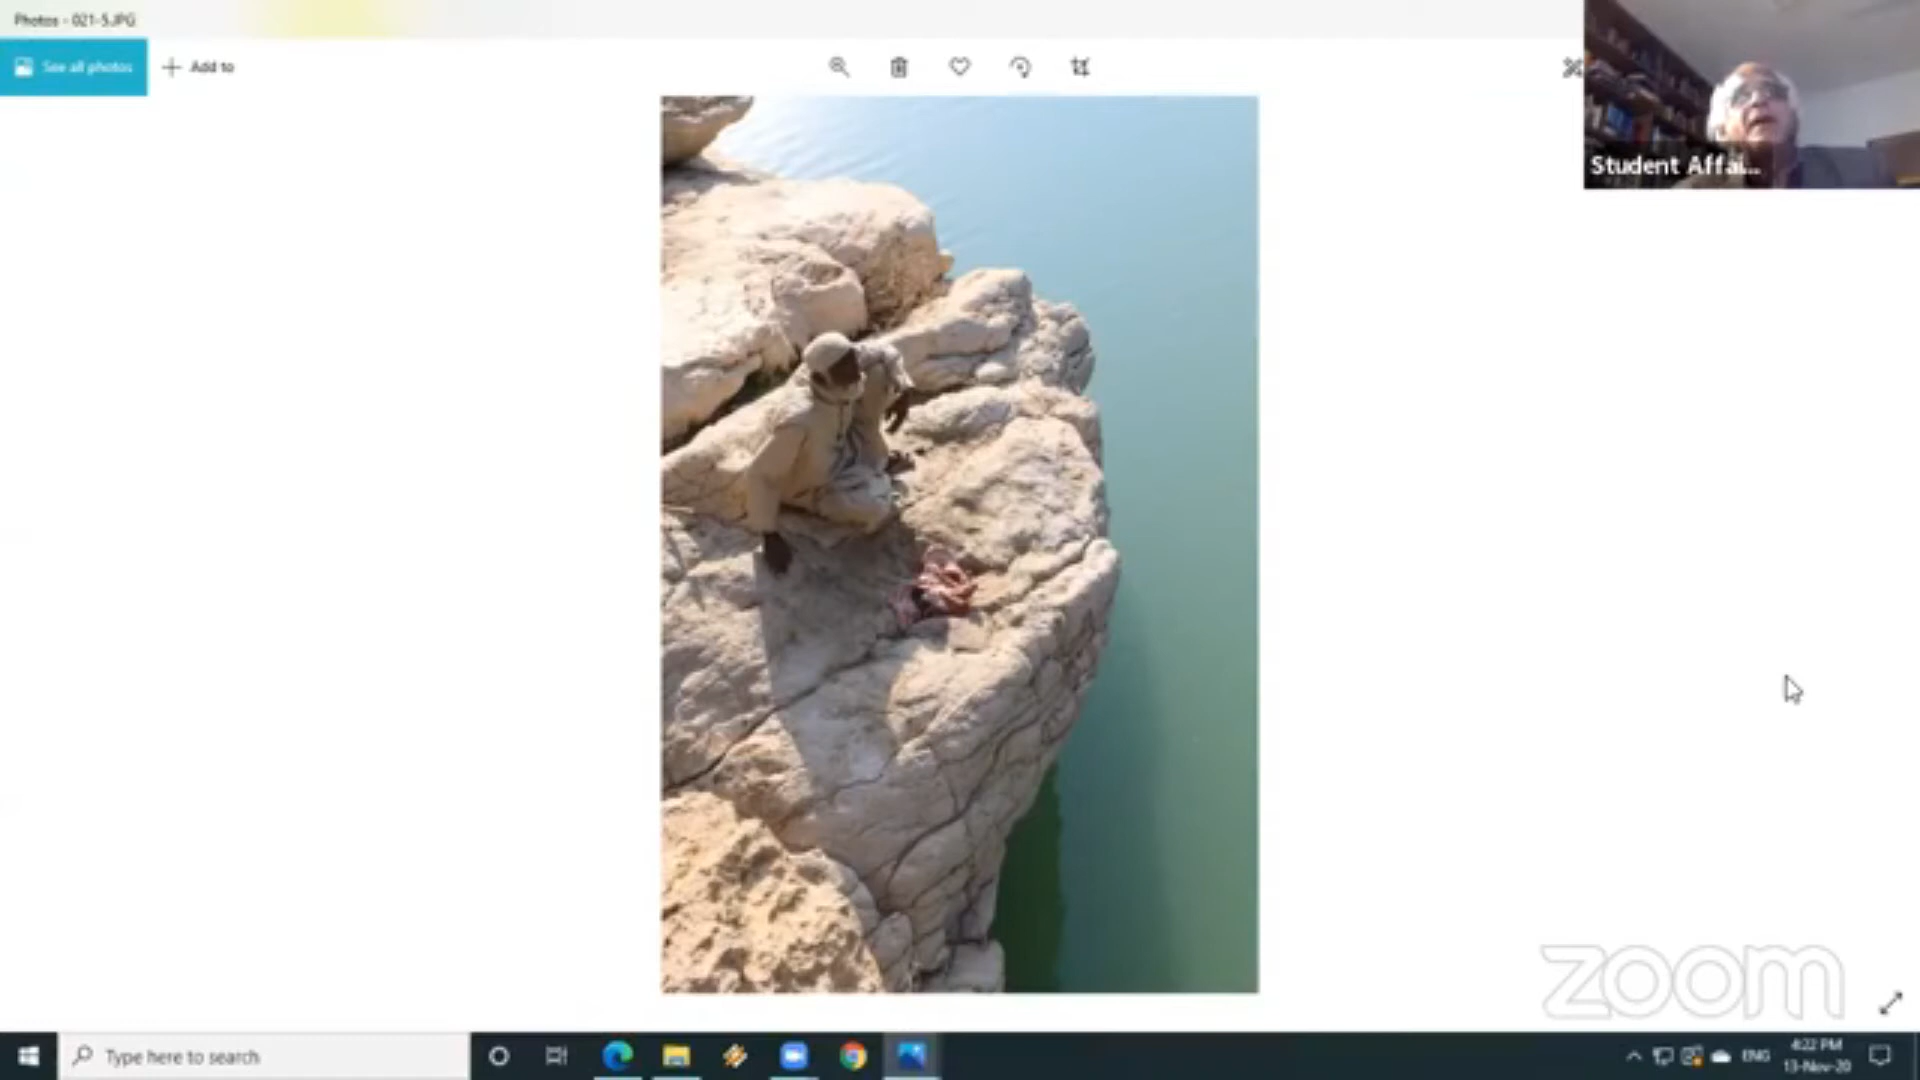 Photos - 021-5.JPG
See all photos
Add to
Student Affai...
zoom
Type here to search
ENG
4:22 PM
13-Nov-20